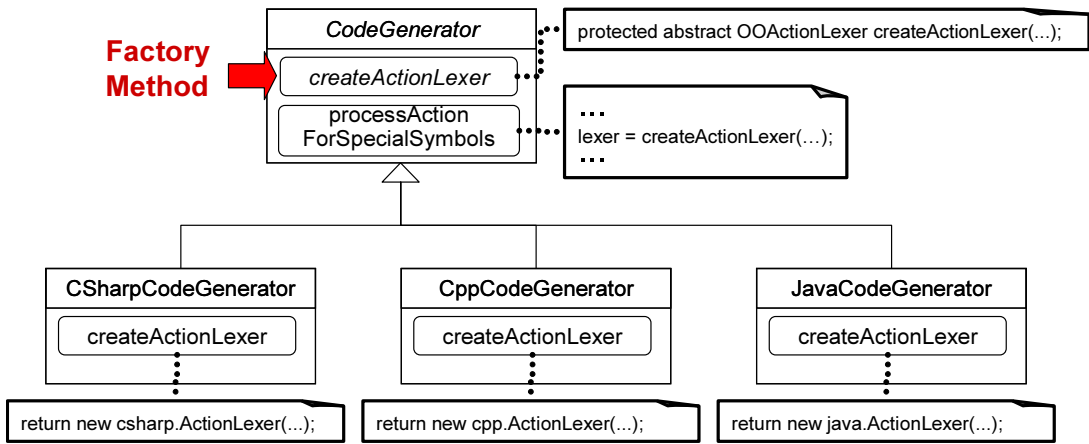 CodeGenerator
protected abstract OOActionLexer createActionLexer(...);
Factory
Method
createActionLexer
processAction
ForSpecialSymbols
...
lexer = createActionLexer(…);
...
CSharpCodeGenerator
createActionLexer
return new csharp.ActionLexer(...);
CppCodeGenerator
createActionLexer
return new cpp.ActionLexer(...);
JavaCodeGenerator
createActionLexer
return new java.ActionLexer(...);